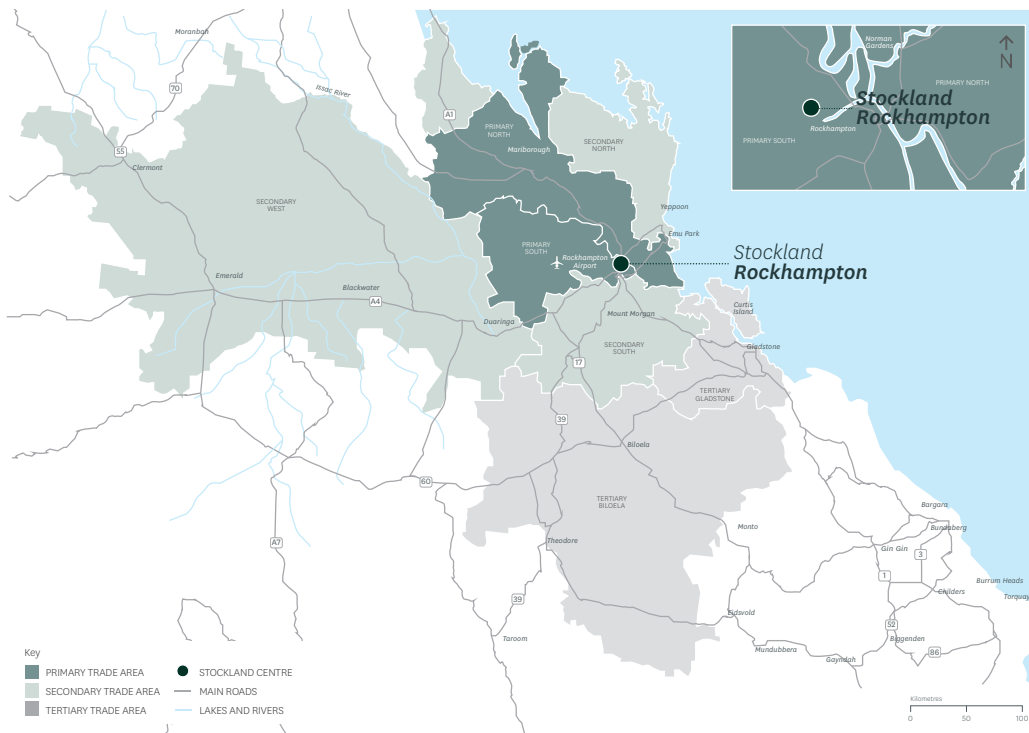 Moranbah
70
Issac River
A1
PRIMARY
NORTH
Marlborough
SECONDARY
NORTH
55
Clermont
SECONDARY
WEST
Yeppoon
Emu Park
PRIMARY
SOUTH
Rockhampton
Airport
Stockland
Rockhampton
Emerald
Blackwater
A4
Duaringa
Mount Morgan
Curtis
Island
Gladstone
SECONDARY
SOUTH
17
TERTIARY
GLADSTONE
39
Biloela
60
TERTIARY
BILOELA
Theodore
A7
Monto
Bargara
Bundaberg
Gin Gin
3
1
Burrum Heads
Childers
Torquay
39
Eidsvold
52
Biggenden
86
Taroom
Mundubbera
Gayndah
Norman
Gardens
N
PRIMARY NORTH
Stockland
Rockhampton
Rockhampton
PRIMARY SOUTH
Key
PRIMARY TRADE AREA
SECONDARY TRADE AREA
TERTIARY TRADE AREA
STOCKLAND CENTRE
MAIN ROADS
LAKES AND RIVERS
Kilometres
0 50 100